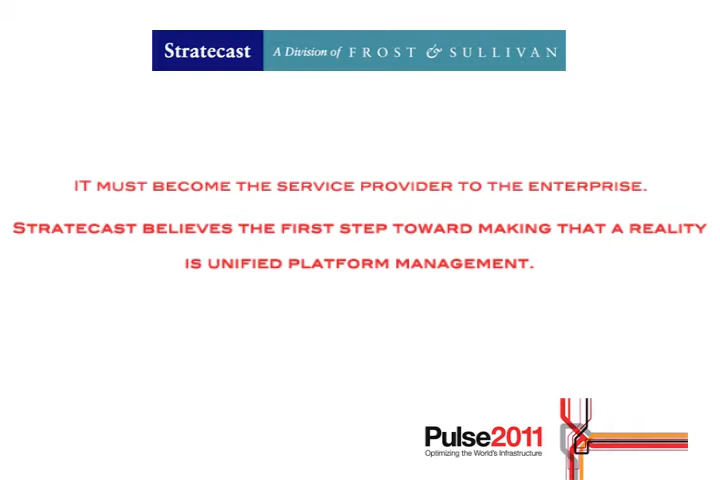 Stratecast A Division of FROST & SULLIVAN
IT MUST BECOME THE SERVICE PROVIDER TO THE ENTERPRISE.
STRATECAST BELIEVES THE FIRST STEP TOWARD MAKING THAT A REALITY
IS UNIFIED PLATFORM MANAGEMENT.
Pulse2011
Optimizing the World's Infrastructure